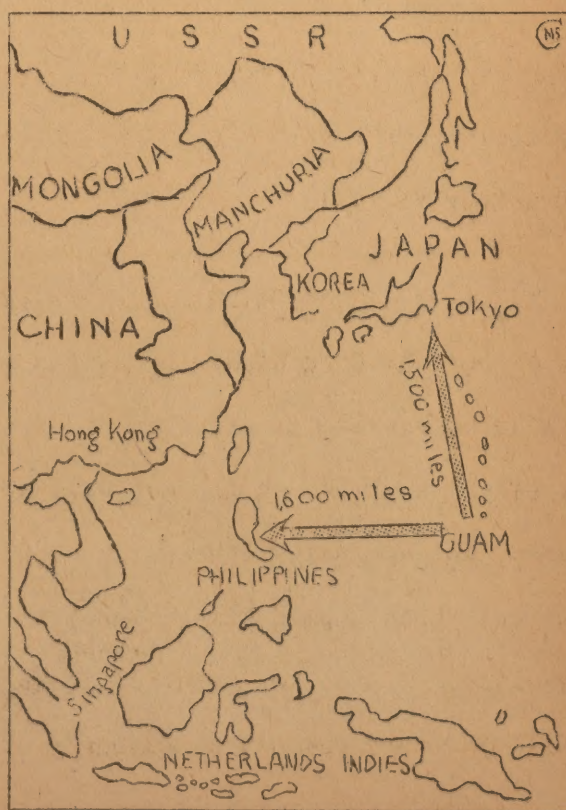 U S S R
NS
MONGOLIA
MANCHURIA
JAPAN
KOREA
CHINA
Tokyo
1,500 miles
Hong Kong
1,600 miles
GUAM
PHILIPPINES
Singapore
NETHERLANDS INDIES